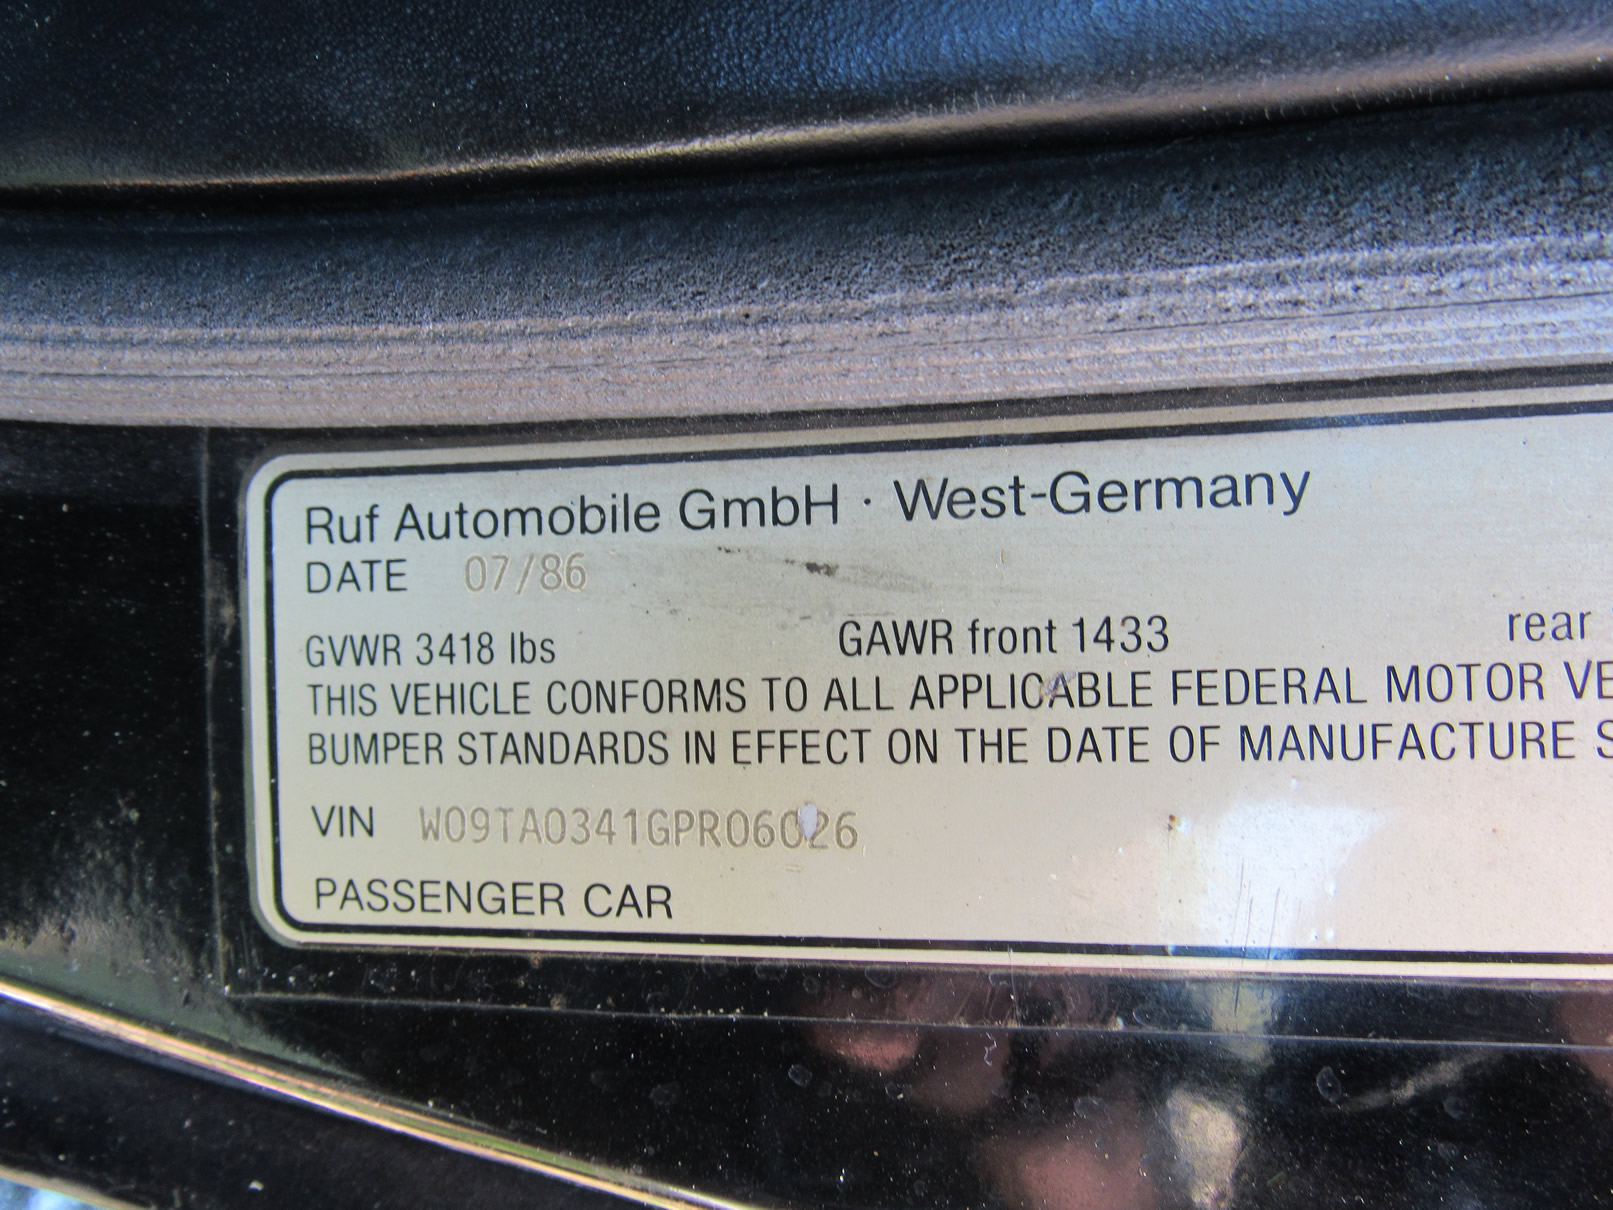 Ruf Automobile GmbH · West-Germany
DATE 07/86
GVWR 3418 lbs GAWR front 1433 rear
THIS VEHICLE CONFORMS TO ALL APPLICABLE FEDERAL MOTOR VE
BUMPER STANDARDS IN EFFECT ON THE DATE OF MANUFACTURE S
VIN W09TA0341GPR06026
PASSENGER CAR